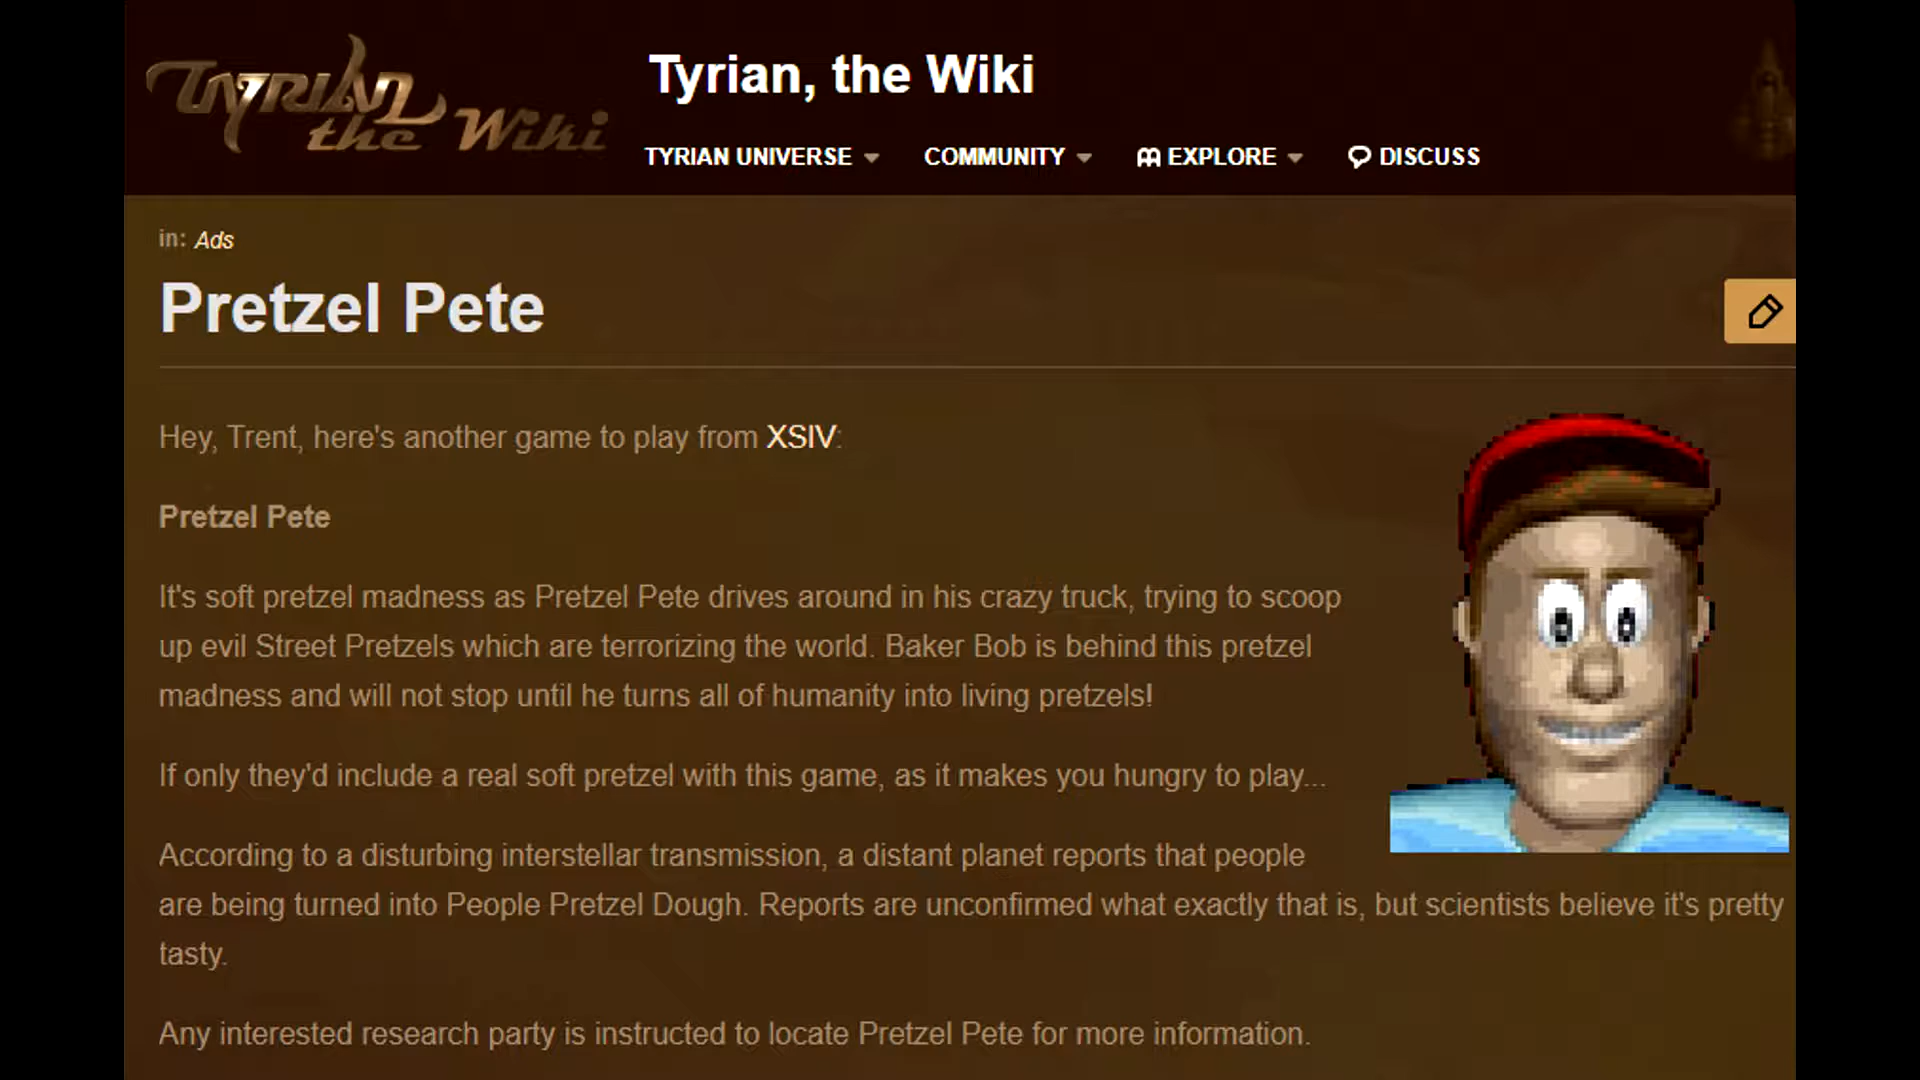 Tyrian
the Wiki
Tyrian, the Wiki
TYRIAN UNIVERSE COMMUNITY EXPLORE DISCUSS
in: Ads
Pretzel Pete
Hey, Trent, here's another game to play from XSIV:
Pretzel Pete
It's soft pretzel madness as Pretzel Pete drives around in his crazy truck, trying to scoop
up evil Street Pretzels which are terrorizing the world. Baker Bob is behind this pretzel
madness and will not stop until he turns all of humanity into living pretzels!
If only they'd include a real soft pretzel with this game, as it makes you hungry to play...
According to a disturbing interstellar transmission, a distant planet reports that people
are being turned into People Pretzel Dough. Reports are unconfirmed what exactly that is, but scientists believe it's pretty
tasty.
Any interested research party is instructed to locate Pretzel Pete for more information.